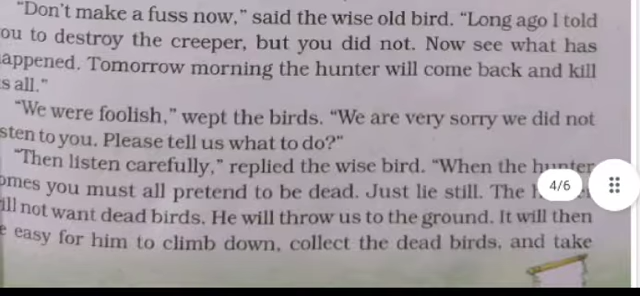 "Don't make a fuss now," said the wise old bird. "Long ago I told
ou to destroy the creeper, but you did not. Now see what has
appened. Tomorrow morning the hunter will come back and kill
s all."
"We were foolish," wept the birds. "We are very sorry we did not
sten to you. Please tell us what to do?"
"Then listen carefully," replied the wise bird. "When the hunter
omes you must all pretend to be dead. Just lie still. The
4/6
ill not want dead birds. He will throw us to the ground. It will then
e easy for him to climb down, collect the dead birds, and take